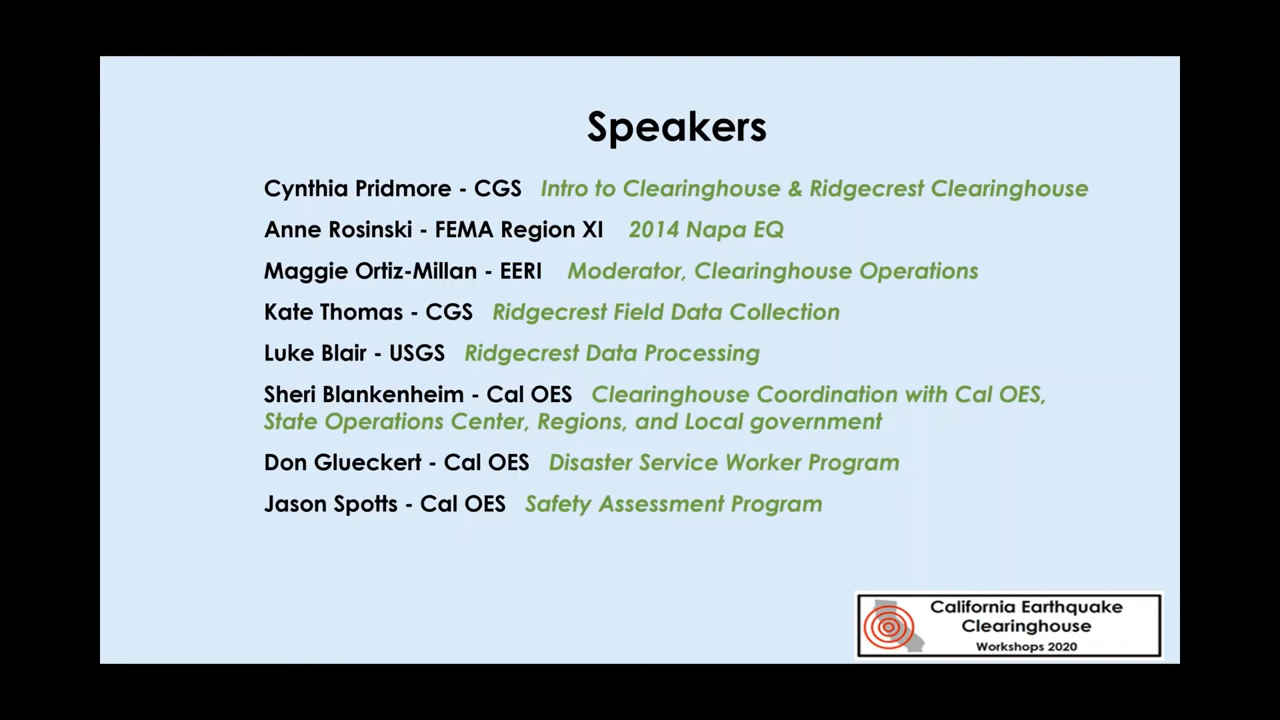 Speakers
Cynthia Pridmore - CGS Intro to Clearinghouse & Ridgecrest Clearinghouse
Anne Rosinski - FEMA Region XI 2014 Napa EQ
Maggie Ortiz-Millan - EERI Moderator, Clearinghouse Operations
Kate Thomas - CGS Ridgecrest Field Data Collection
Luke Blair - USGS Ridgecrest Data Processing
Sheri Blankenheim - Cal OES Clearinghouse Coordination with Cal OES,
State Operations Center, Regions, and Local government
Don Glueckert - Cal OES Disaster Service Worker Program
Jason Spotts - Cal OES Safety Assessment Program
California Earthquake
Clearinghouse
Workshops 2020